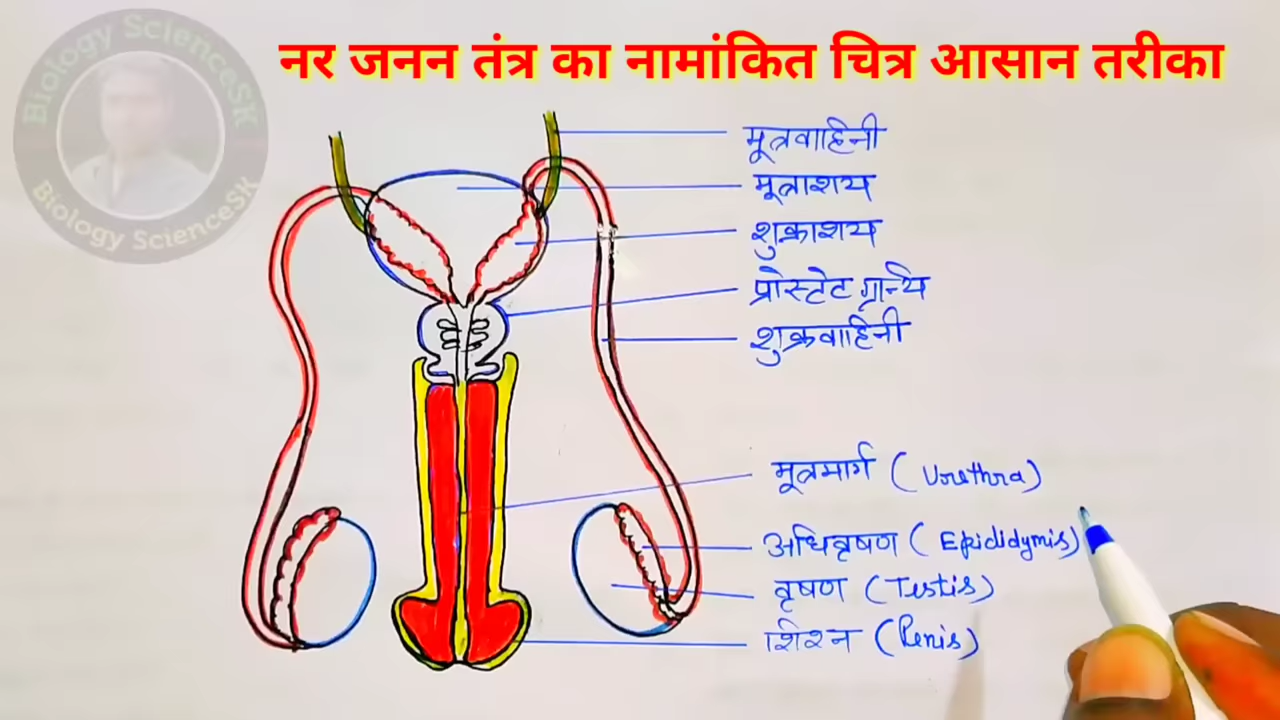 Biology ScienceSK
नर जनन तंत्र का नामांकित चित्र आसान तरीका
मूत्रवाहिनी
मूत्राशय
शुक्राशय
प्रोस्टेट ग्रन्थि
शुक्रवाहिनी
मूत्रमार्ग (Urethra)
अधिवृषण (Epididymis)
वृषण (Testis)
शिश्न (Penis)
Biology ScienceSK